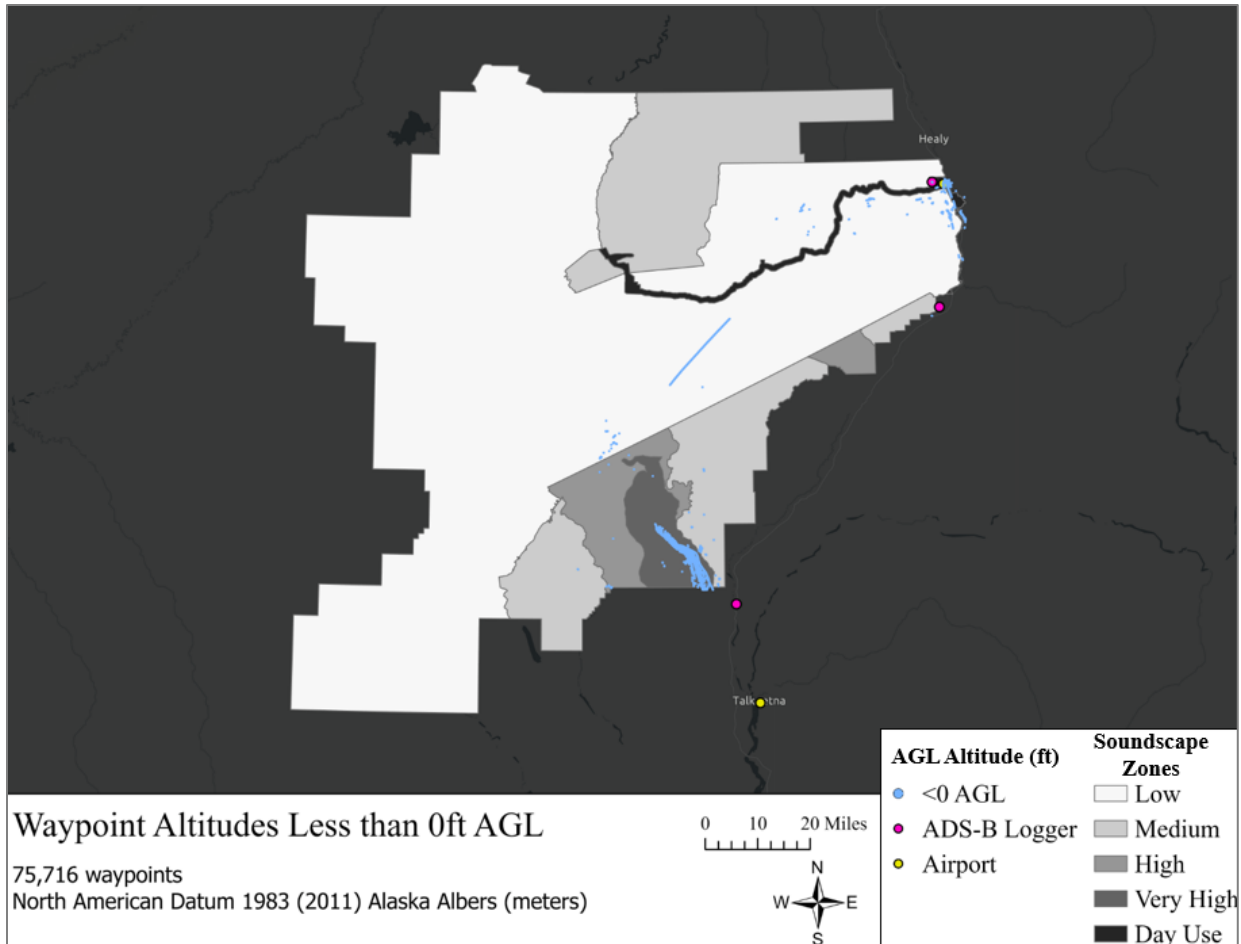 Healy
Talkeetna
AGL Altitude (ft)
<0 AGL
ADS-B Logger
Airport
Soundscape
Zones
Low
Medium
High
Very High
Day Use
Waypoint Altitudes Less than 0ft AGL
75,716 waypoints
North American Datum 1983 (2011) Alaska Albers (meters)
0 10 20 Miles
N
W E
S